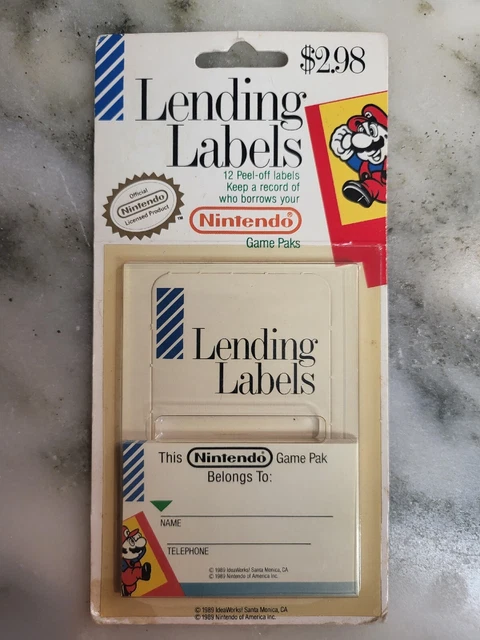 $2.98
Lending
Labels
12 Peel-off labels
Keep a record of
who borrows your
Nintendo®
Game Paks
Official
Nintendo
Licensed Product
TM
Lending
Labels
This Nintendo® Game Pak
Belongs To:
NAME
TELEPHONE
© 1989 IdeaWorks! Santa Monica, CA
© 1989 Nintendo of America Inc.
© 1989 IdeaWorks! Santa Monica, CA
© 1989 Nintendo of America Inc.